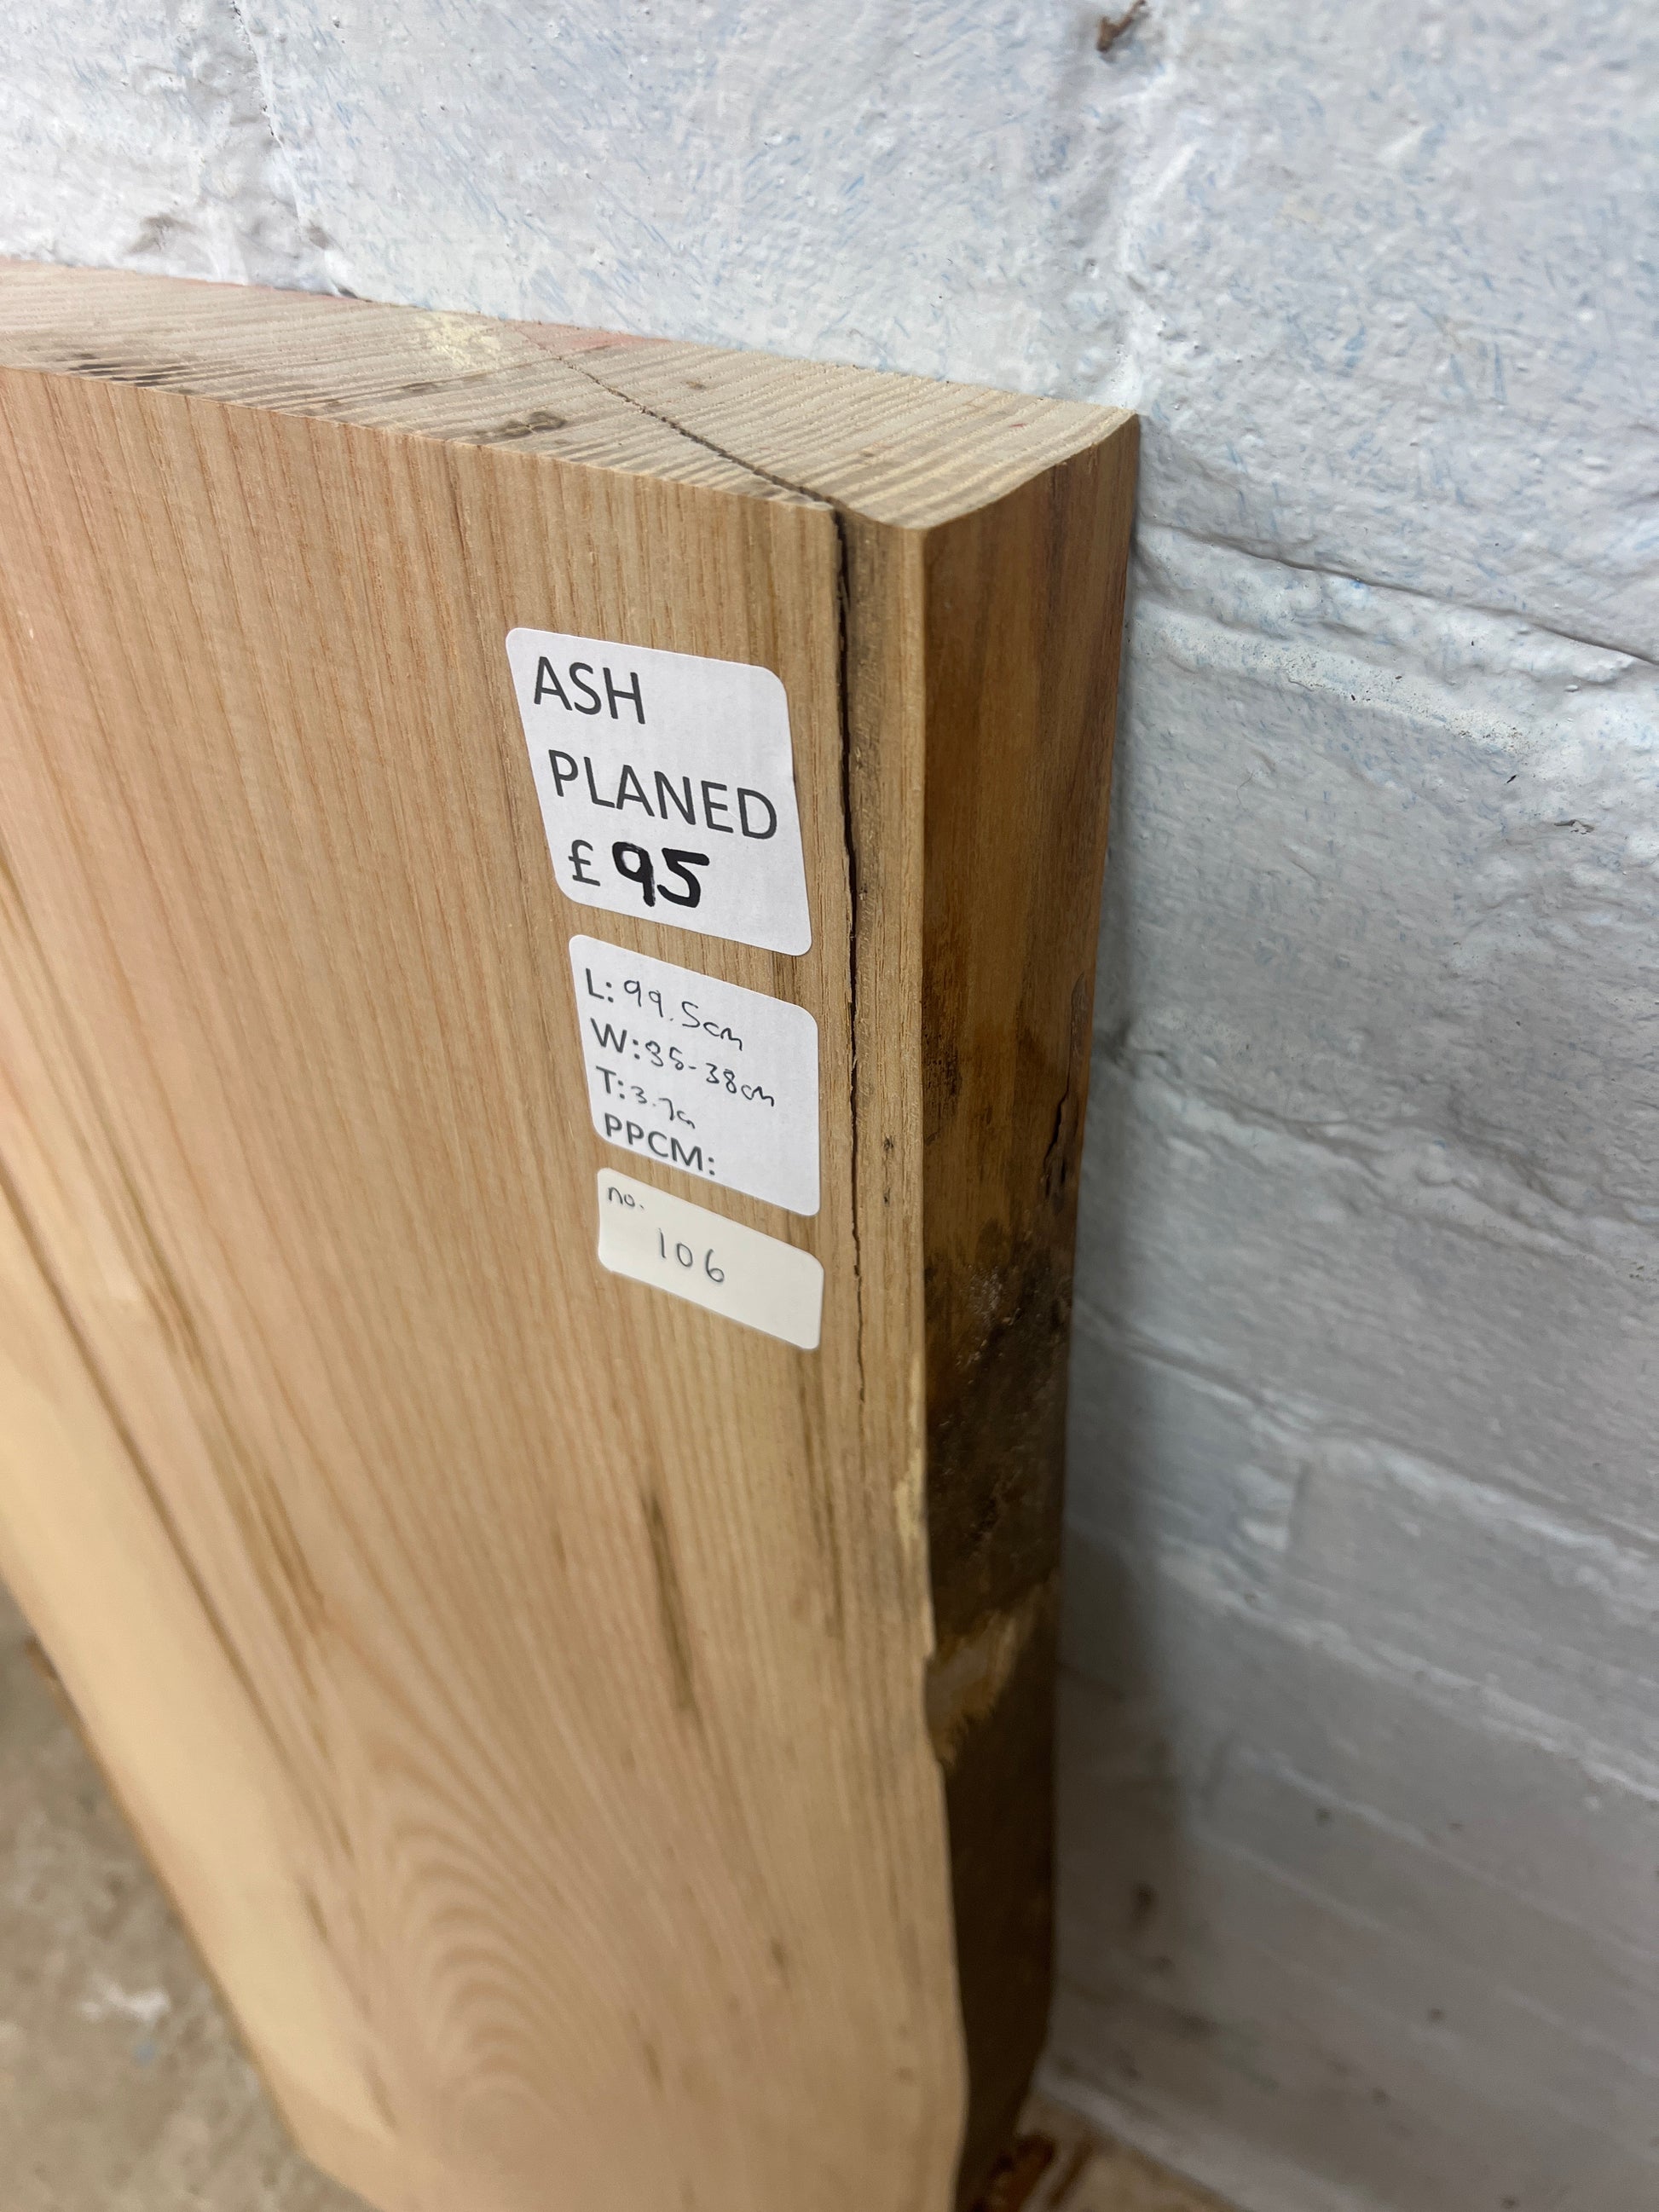 ASH
PLANED
£95
L: 99.5cm
W: 35-38cm
T: 3.7cm
PPCM:
no.
106